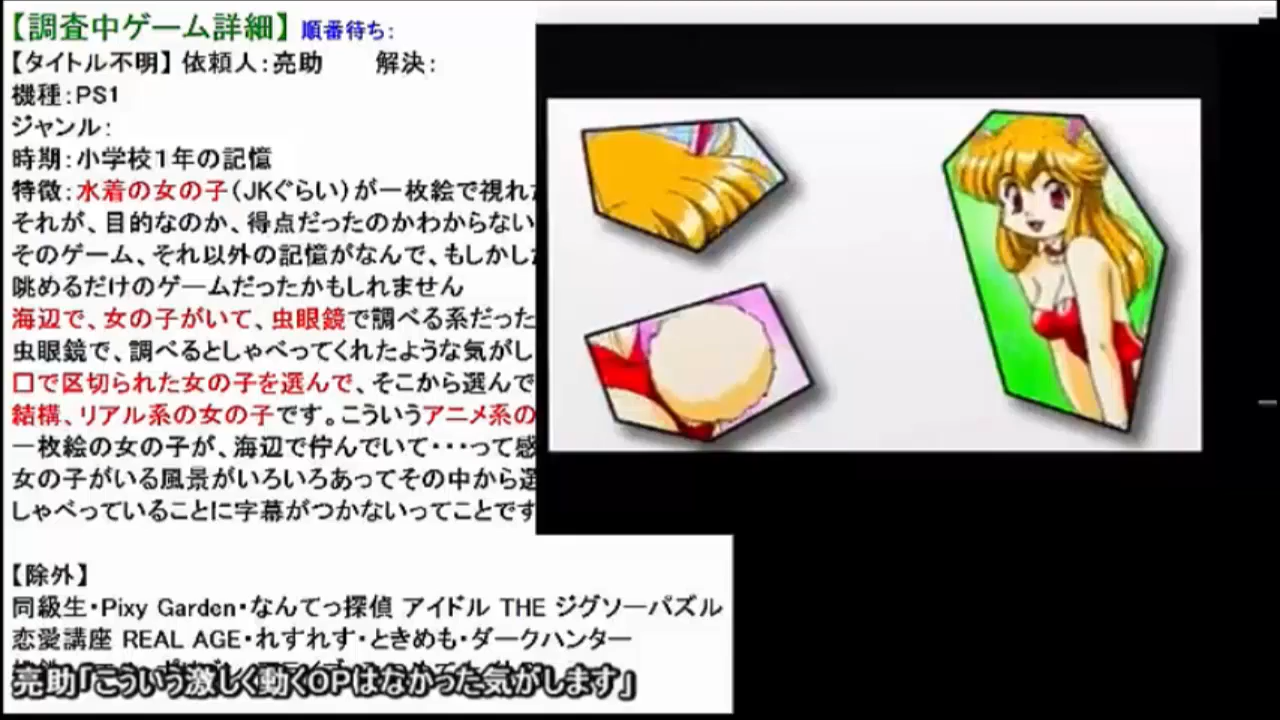 【調査中ゲーム詳細】 順番待ち:
【タイトル不明】 依頼人:亮助　解決:
機種:PS1
ジャンル:
時期:小学校1年の記憶
特徴:水着の女の子(JKぐらい)が一枚絵で視れ
それが、目的なのか、得点だったのかわからない
そのゲーム、それ以外の記憶がなんで、もしかし
眺めるだけのゲームだったかもしれません
海辺で、女の子がいて、虫眼鏡で調べる系だった
虫眼鏡で、調べるとしゃべってくれたような気がし
口で区切られた女の子を選んで、そこから選んで
結構、リアル系の女の子です。こういうアニメ系の
一枚絵の女の子が、海辺で佇んでいて・・・って感
女の子がいる風景がいろいろあってその中から選
しゃべっていることに字幕がつかないってことです
【除外】
同級生・Pixy Garden・なんてっ探偵 アイドル THE ジグソーパズル
恋愛講座 REAL AGE・れすれす・ときめも・ダークハンター
亮助「こういう激しく動くOPはなかった気がします」